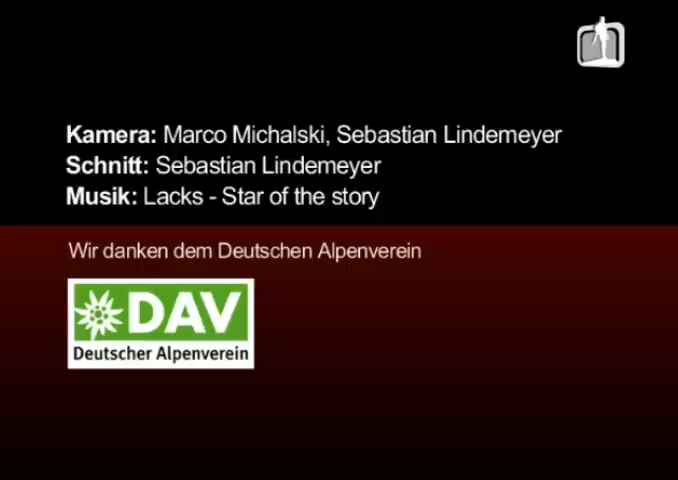 Kamera: Marco Michalski, Sebastian Lindemeyer
Schnitt: Sebastian Lindemeyer
Musik: Lacks - Star of the story
Wir danken dem Deutschen Alpenverein
DAV
Deutscher Alpenverein